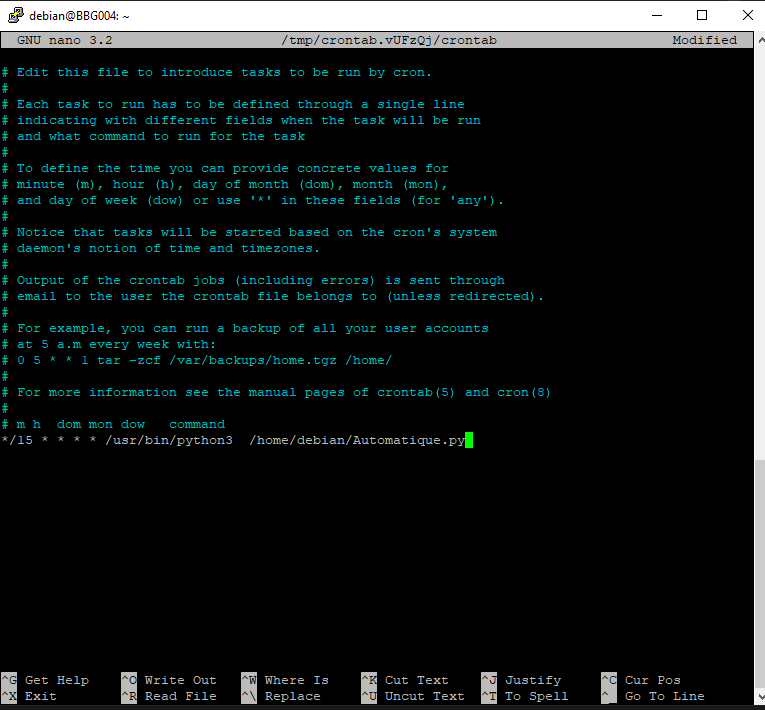 debian@BBG004: ~
GNU nano 3.2 /tmp/crontab.vUFzQj/crontab Modified
# Edit this file to introduce tasks to be run by cron.
#
# Each task to run has to be defined through a single line
# indicating with different fields when the task will be run
# and what command to run for the task
#
# To define the time you can provide concrete values for
# minute (m), hour (h), day of month (dom), month (mon),
# and day of week (dow) or use '*' in these fields (for 'any').
#
# Notice that tasks will be started based on the cron's system
# daemon's notion of time and timezones.
#
# Output of the crontab jobs (including errors) is sent through
# email to the user the crontab file belongs to (unless redirected).
#
# For example, you can run a backup of all your user accounts
# at 5 a.m every week with:
# 0 5 * * 1 tar -zcf /var/backups/home.tgz /home/
#
# For more information see the manual pages of crontab(5) and cron(8)
#
# m h  dom mon dow   command
*/15 * * * * /usr/bin/python3  /home/debian/Automatique.py
^G Get Help ^O Write Out ^W Where Is ^K Cut Text ^J Justify ^C Cur Pos
^X Exit ^R Read File ^\ Replace ^U Uncut Text ^T To Spell ^_ Go To Line